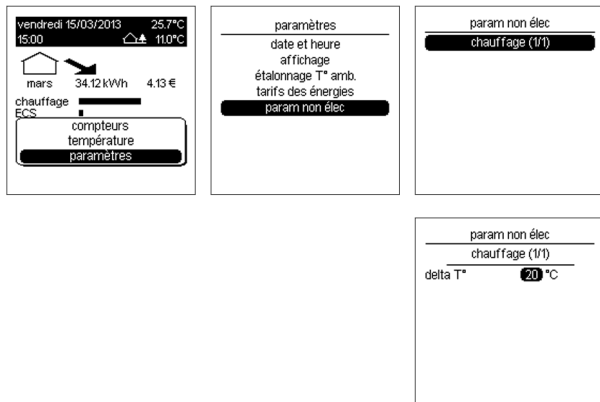 vendredi 15/03/2013 25.7°C
15:00 11.0°C
mars 34.12 kWh 4.13 €
chauffage
ECS
compteurs
température
paramètres
paramètres
date et heure
affichage
étalonnage T° amb.
tarifs des énergies
param non élec
param non élec
chauffage (1/1)
param non élec
chauffage (1/1)
delta T° 20 °C